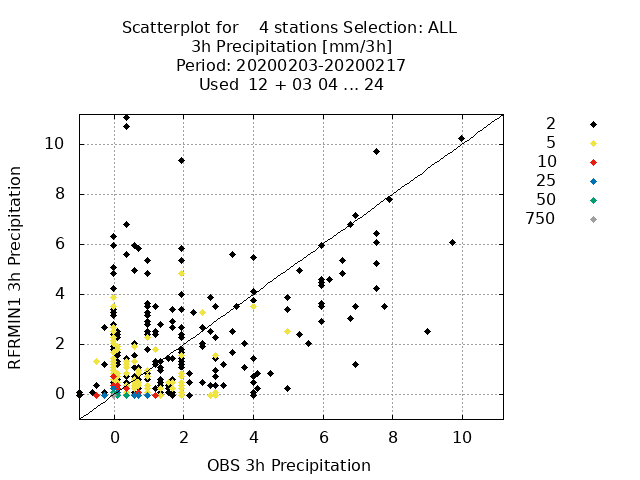 Scatterplot for    4 stations Selection: ALL
3h Precipitation [mm/3h]
Period: 20200203-20200217
Used  12 + 03 04 ... 24
RFRMIN1 3h Precipitation
10
8
6
4
2
0
0 2 4 6 8 10
OBS 3h Precipitation
2
5
10
25
50
750